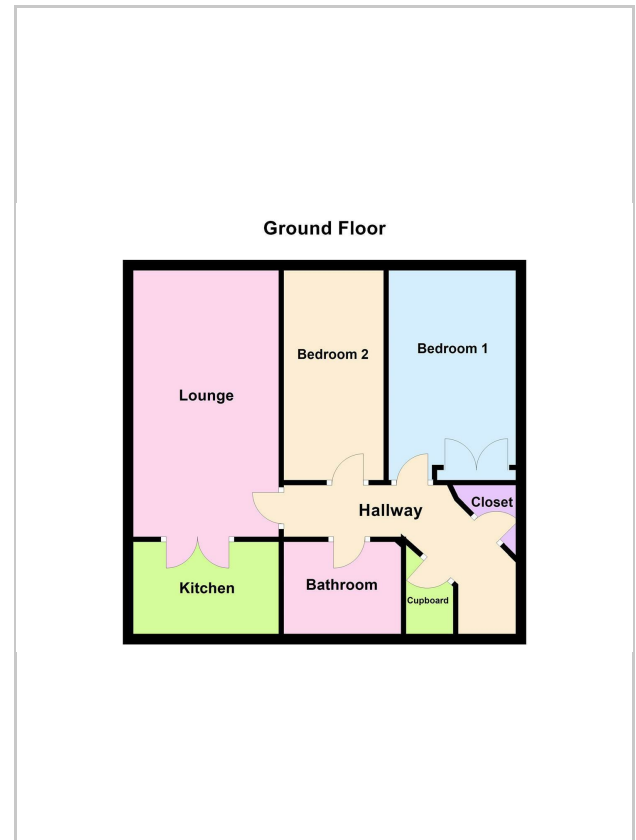 Ground Floor
Bedroom 1
Bedroom 2
Lounge
Closet
Hallway
Bathroom
Kitchen
Cupboard